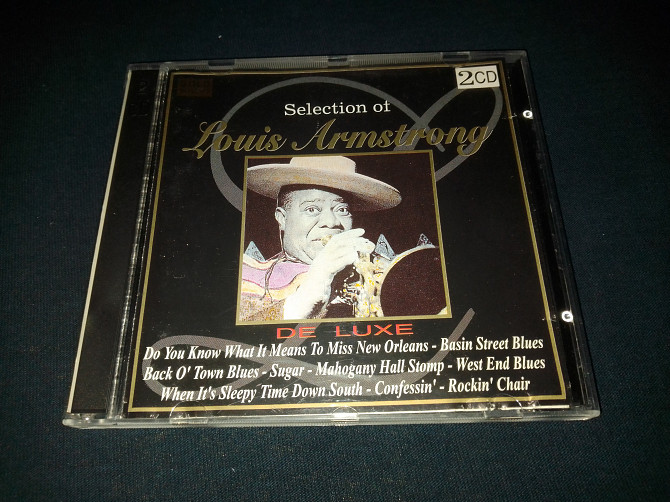 2CD
Selection of
Louis Armstrong
DE LUXE
Do You Know What It Means To Miss New Orleans - Basin Street Blues
Back O' Town Blues - Sugar - Mahogany Hall Stomp - West End Blues
When It's Sleepy Time Down South - Confessin' - Rockin' Chair